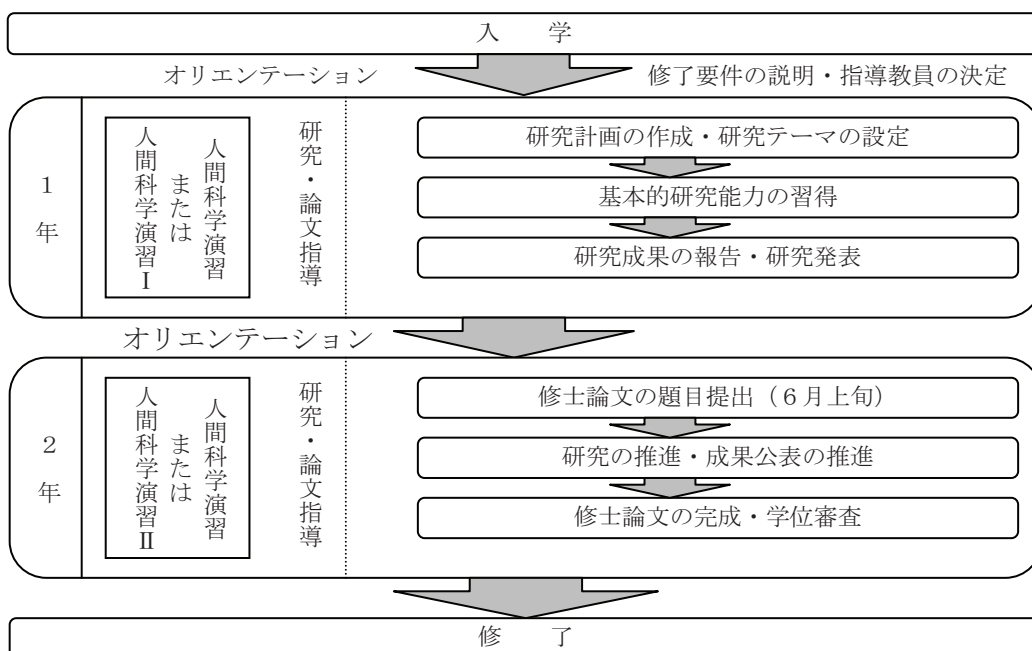 入　学
オリエンテーション
修了要件の説明・指導教員の決定
1年
人間科学演習
または
人間科学演習Ⅰ
研究・論文指導
研究計画の作成・研究テーマの設定
基本的研究能力の習得
研究成果の報告・研究発表
オリエンテーション
2年
人間科学演習
または
人間科学演習Ⅱ
研究・論文指導
修士論文の題目提出（６月上旬）
研究の推進・成果公表の推進
修士論文の完成・学位審査
修　了